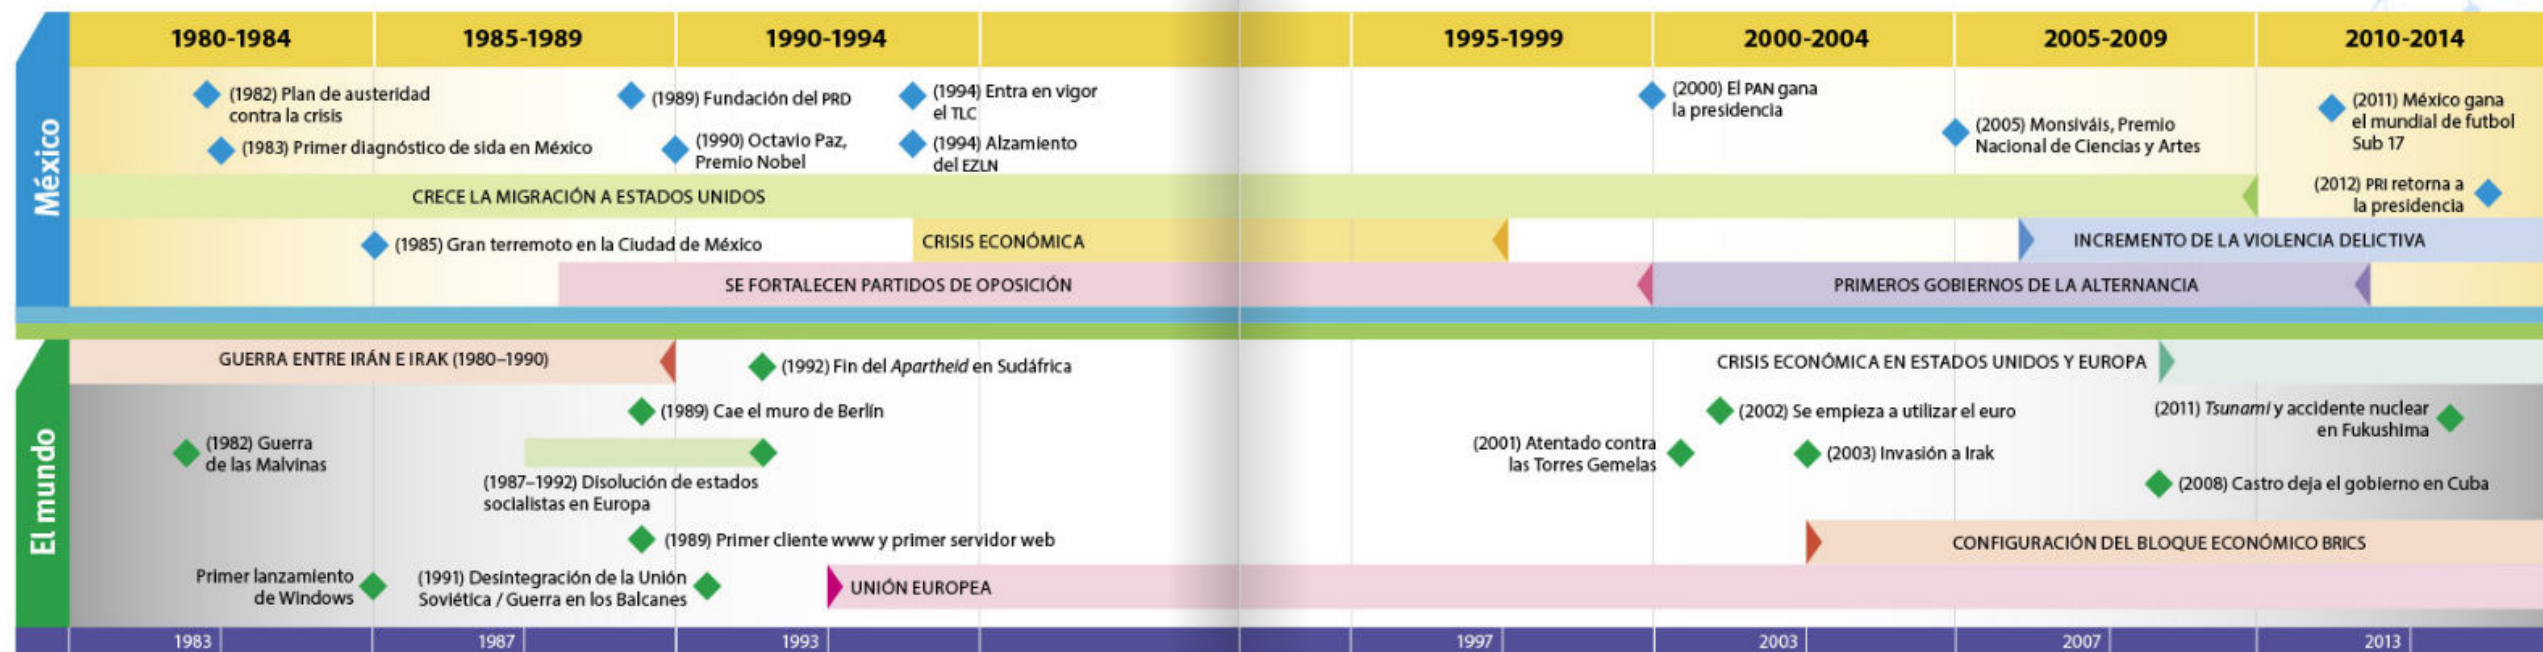 1980-1984
1985-1989
1990-1994
1995-1999
2000-2004
2005-2009
2010-2014
México
(1982) Plan de austeridad
contra la crisis
(1983) Primer diagnóstico de sida en México
(1989) Fundación del PRD
(1990) Octavio Paz,
Premio Nobel
(1994) Entra en vigor
el TLC
(1994) Alzamiento
del EZLN
(2000) El PAN gana
la presidencia
(2005) Monsiváis, Premio
Nacional de Ciencias y Artes
(2011) México gana
el mundial de futbol
Sub 17
(2012) PRI retorna a
la presidencia
CRECE LA MIGRACIÓN A ESTADOS UNIDOS
(1985) Gran terremoto en la Ciudad de México
CRISIS ECONÓMICA
INCREMENTO DE LA VIOLENCIA DELICTIVA
SE FORTALECEN PARTIDOS DE OPOSICIÓN
PRIMEROS GOBIERNOS DE LA ALTERNANCIA
El mundo
GUERRA ENTRE IRÁN E IRAK (1980–1990)
(1992) Fin del Apartheid en Sudáfrica
CRISIS ECONÓMICA EN ESTADOS UNIDOS Y EUROPA
(1989) Cae el muro de Berlín
(2002) Se empieza a utilizar el euro
(2011) Tsunami y accidente nuclear
en Fukushima
(1982) Guerra
de las Malvinas
(1987–1992) Disolución de estados
socialistas en Europa
(2001) Atentado contra
las Torres Gemelas
(2003) Invasión a Irak
(2008) Castro deja el gobierno en Cuba
(1989) Primer cliente www y primer servidor web
CONFIGURACIÓN DEL BLOQUE ECONÓMICO BRICS
Primer lanzamiento
de Windows
(1991) Desintegración de la Unión
Soviética / Guerra en los Balcanes
UNIÓN EUROPEA
1983
1987
1993
1997
2003
2007
2013